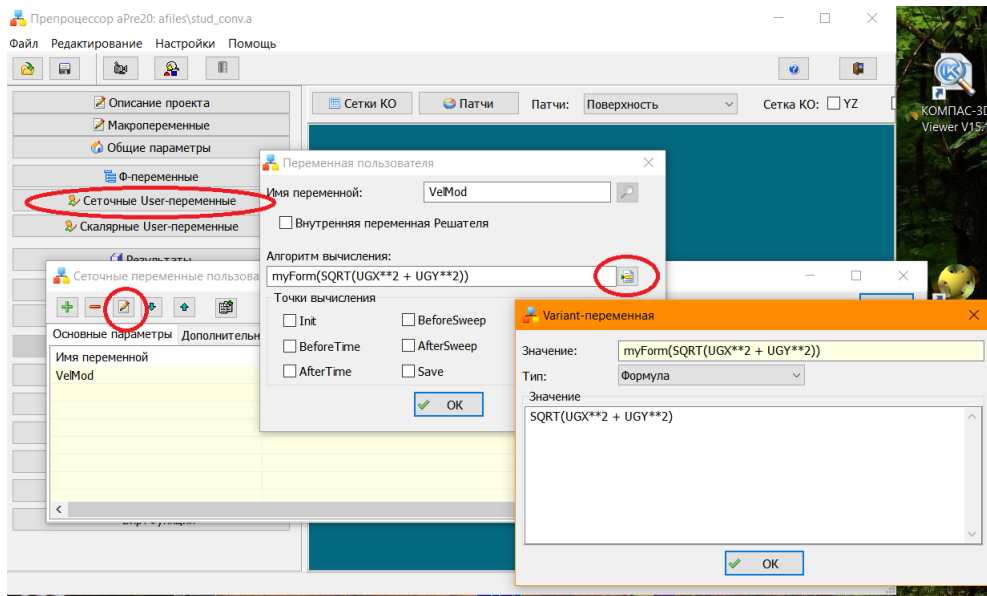 Препроцессор aPre20: afiles\stud_conv.a
Файл Редактирование Настройки Помощь
Сетки КО Патчи Патчи: Поверхность Сетка КО: YZ
КОМПАС-3D
Viewer V15.1
Описание проекта
Макропеременные
Общие параметры
Ф-переменные
Сеточные User-переменные
Скалярные User-переменные
Результаты
Переменная пользователя
Имя переменной: VelMod
Внутренняя переменная Решателя
Алгоритм вычисления:
myForm(SQRT(UGX**2 + UGY**2))
Точки вычисления
Init BeforeSweep
BeforeTime AfterSweep
AfterTime Save
OK
Сеточные переменные пользова
Основные параметры Дополнительн
Имя переменной
VelMod
Variant-переменная
Значение: myForm(SQRT(UGX**2 + UGY**2))
Тип: Формула
Значение
SQRT(UGX**2 + UGY**2)
OK